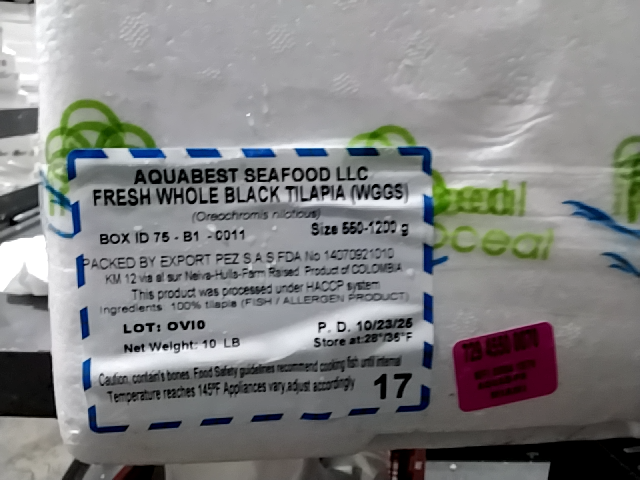 AQUABEST SEAFOOD LLC
FRESH WHOLE BLACK TILAPIA (WGGS)
(Oreochromis niloticus)
BOX ID 75 - B1 - 0011 Size 550-1200 g
PACKED BY EXPORT PEZ S.A.S FDA No 14070921010
KM 12 via al sur Neiva-Huila-Farm Raised Product of COLOMBIA
This product was processed under HACCP system
Ingredients: 100% tilapia (FISH / ALLERGEN PRODUCT)
LOT: OVI0 P. D. 10/23/25
Net Weight: 10 LB Store at:28°/36°F
Caution, contain's bones. Food Safety guidelines recommend cooking fish until internal
Temperature reaches 145°F Appliances vary,adjust accordingly 17